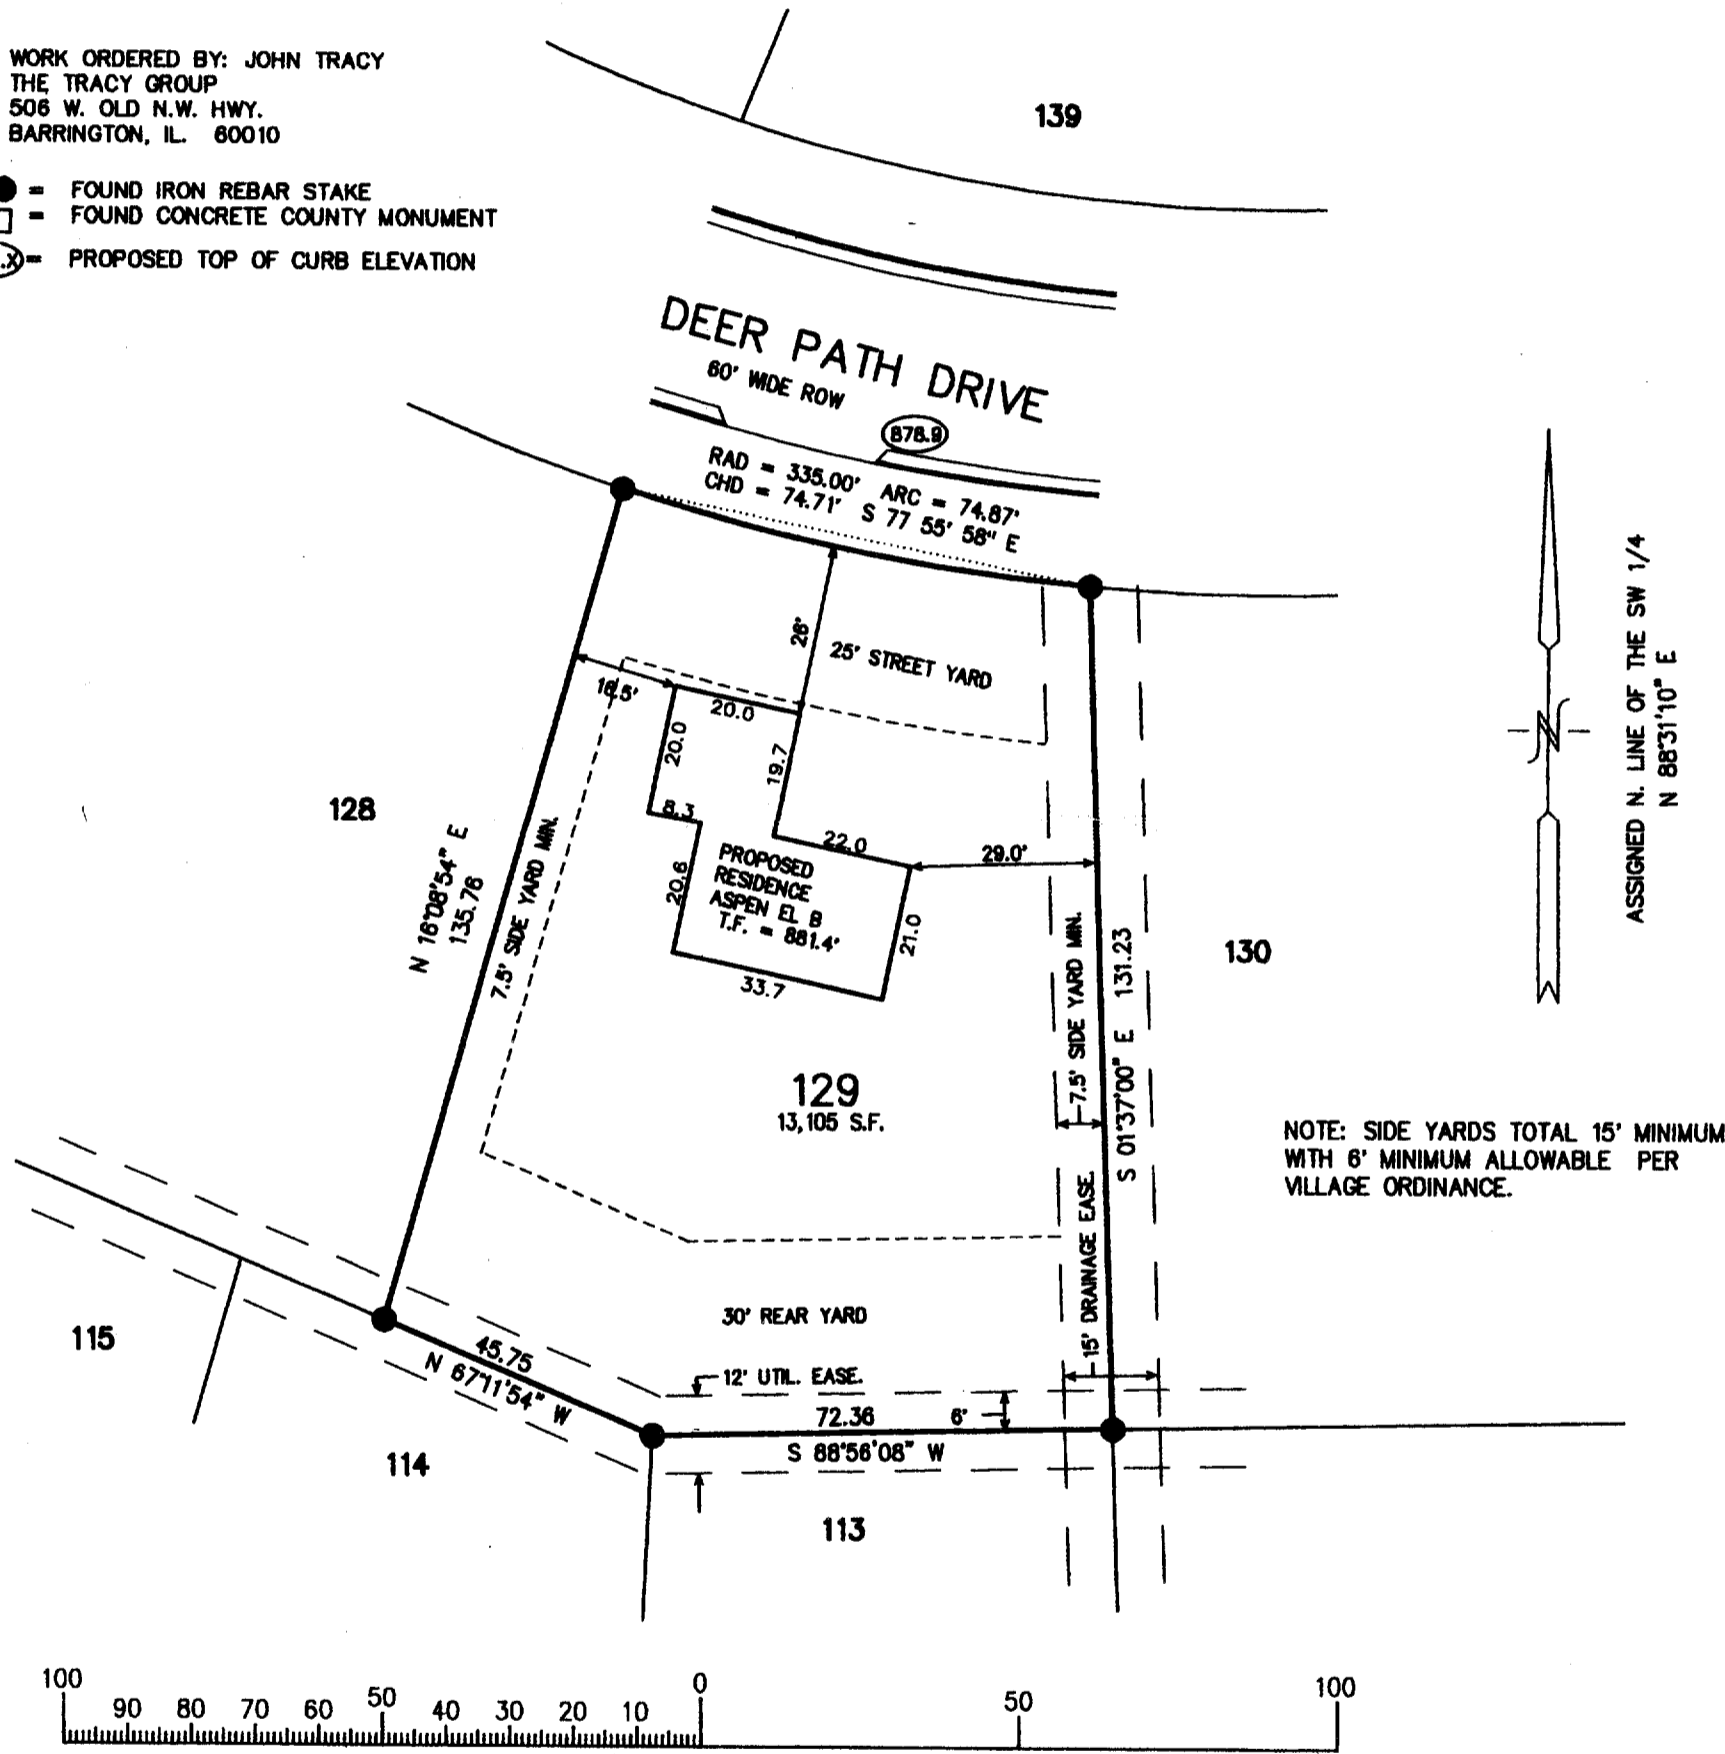 WORK ORDERED BY: JOHN TRACY
THE TRACY GROUP
506 W. OLD N.W. HWY.
BARRINGTON, IL. 60010
= FOUND IRON REBAR STAKE
= FOUND CONCRETE COUNTY MONUMENT
.X = PROPOSED TOP OF CURB ELEVATION
139
DEER PATH DRIVE
60' WIDE ROW
878.9
RAD = 335.00' ARC = 74.87'
CHD = 74.71' S 77 55' 58" E
26'
25' STREET YARD
16.5'
20.0
20.0
19.7
8.3
22.0
29.0'
20.6
PROPOSED
RESIDENCE
ASPEN EL B
T.F. = 881.4'
21.0
33.7
128
N 16°08'54" E
135.76
7.5' SIDE YARD MIN.
7.5' SIDE YARD MIN.
S 01°37'00" E 131.23
130
ASSIGNED N. LINE OF THE SW 1/4
N 88°31'10" E
N
129
13,105 S.F.
NOTE: SIDE YARDS TOTAL 15' MINIMUM
WITH 6' MINIMUM ALLOWABLE PER
VILLAGE ORDINANCE.
15' DRAINAGE EASE.
30' REAR YARD
115
45.75
N 67°11'54" W
12' UTIL. EASE.
72.36
6'
S 88°56'08" W
114
113
100 90 80 70 60 50 40 30 20 10 0 50 100